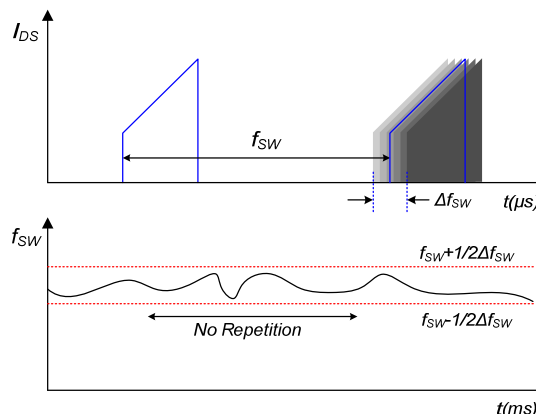 I_DS
f_SW
Δf_SW
t(µs)
f_SW
f_SW+1/2Δf_SW
No Repetition
f_SW-1/2Δf_SW
t(ms)